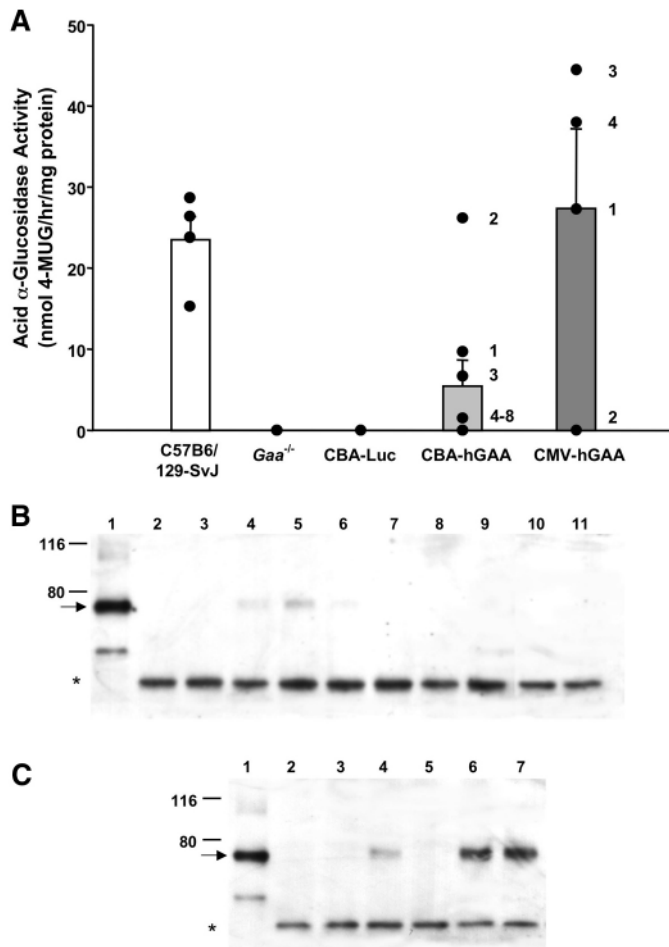 A
Acid α-Glucosidase Activity
(nmol 4-MUG/hr/mg protein)
50
40
30
20
10
0
2
1
3
4-8
3
4
1
2
C57B6/
129-SvJ
Gaa-/-
CBA-Luc
CBA-hGAA
CMV-hGAA
B
1 2 3 4 5 6 7 8 9 10 11
116
80
*
C
1 2 3 4 5 6 7
116
80
*